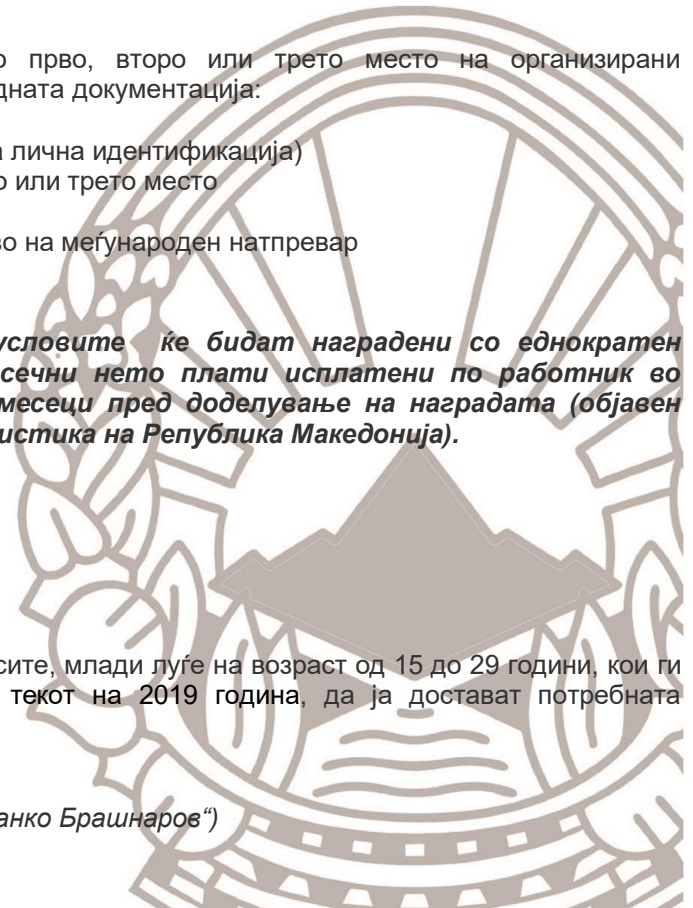 о прво, второ или трето место на организирани
дната документација:
а лична идентификација)
о или трето место
во на меѓународен натпревар
условите ќе бидат наградени со еднократен
сечни нето плати исплатени по работник во
месеци пред доделување на наградата (објавен
истика на Република Македонија).
сите, млади луѓе на возраст од 15 до 29 години, кои ги
текот на 2019 година, да ја достават потребната
анко Брашнаров“)